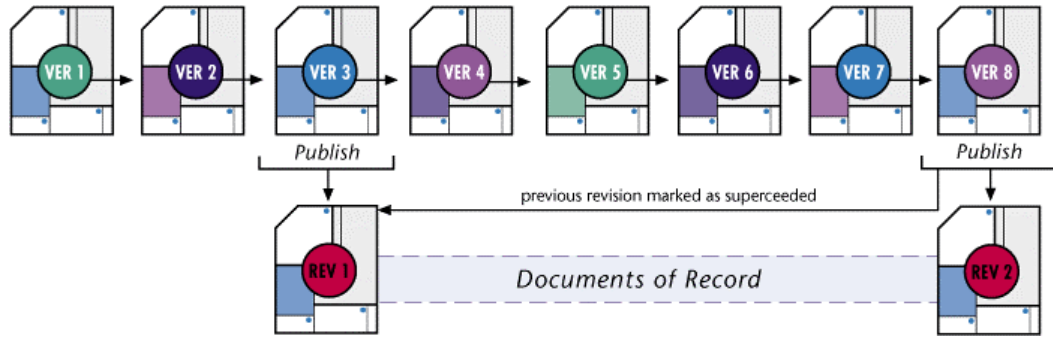 VER 1 VER 2 VER 3 VER 4 VER 5 VER 6 VER 7 VER 8
Publish Publish
previous revision marked as superceeded
REV 1 Documents of Record REV 2